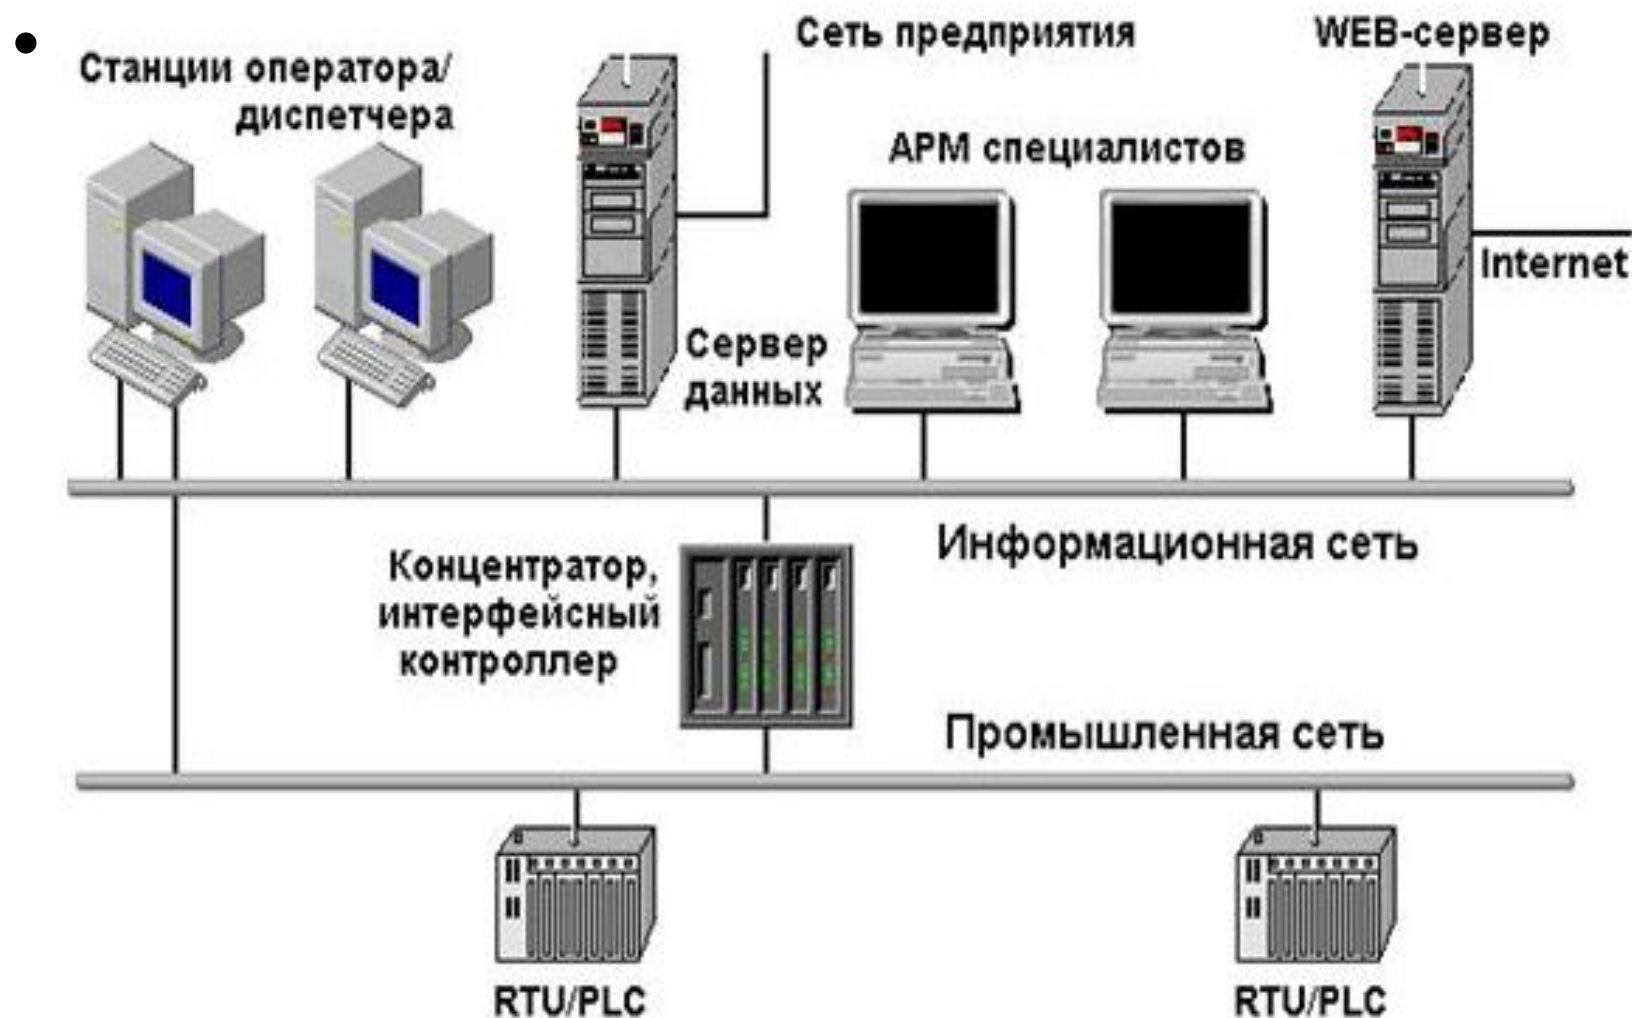 Станции оператора/
диспетчера
Сеть предприятия
WEB-сервер
АРМ специалистов
Internet
Сервер
данных
Информационная сеть
Концентратор,
интерфейсный
контроллер
Промышленная сеть
RTU/PLC
RTU/PLC